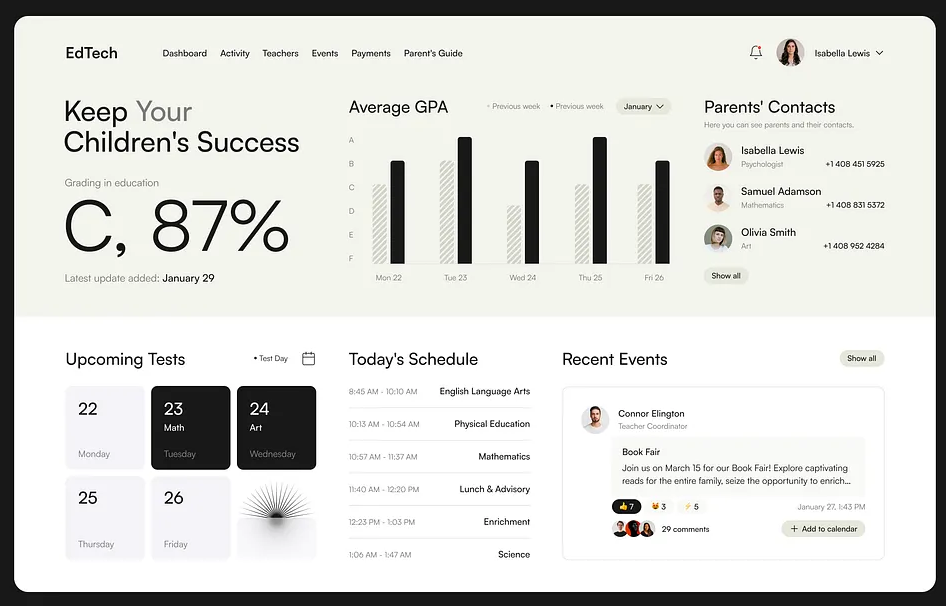 EdTech
Dashboard Activity Teachers Events Payments Parent's Guide
Isabella Lewis
Keep Your
Children's Success
Grading in education
C, 87%
Latest update added: January 29
Average GPA
Previous week Previous week
January
A
B
C
D
E
F
Mon 22 Tue 23 Wed 24 Thu 25 Fri 26
Parents' Contacts
Here you can see parents and their contacts.
Isabella Lewis
Psychologist +1 408 451 5925
Samuel Adamson
Mathematics +1 408 831 5372
Olivia Smith
Art +1 408 952 4284
Show all
Upcoming Tests
• Test Day
22
Monday
23
Math
Tuesday
24
Art
Wednesday
25
Thursday
26
Friday
Today's Schedule
8:45 AM - 10:10 AM English Language Arts
10:13 AM - 10:54 AM Physical Education
10:57 AM - 11:37 AM Mathematics
11:40 AM - 12:20 PM Lunch & Advisory
12:23 PM - 1:03 PM Enrichment
1:06 AM - 1:47 AM Science
Recent Events
Show all
Connor Elington
Teacher Coordinator
Book Fair
Join us on March 15 for our Book Fair! Explore captivating
reads for the entire family, seize the opportunity to enrich...
👍 7 😻 3 ⚡ 5
January 27, 1:43 PM
29 comments
+ Add to calendar